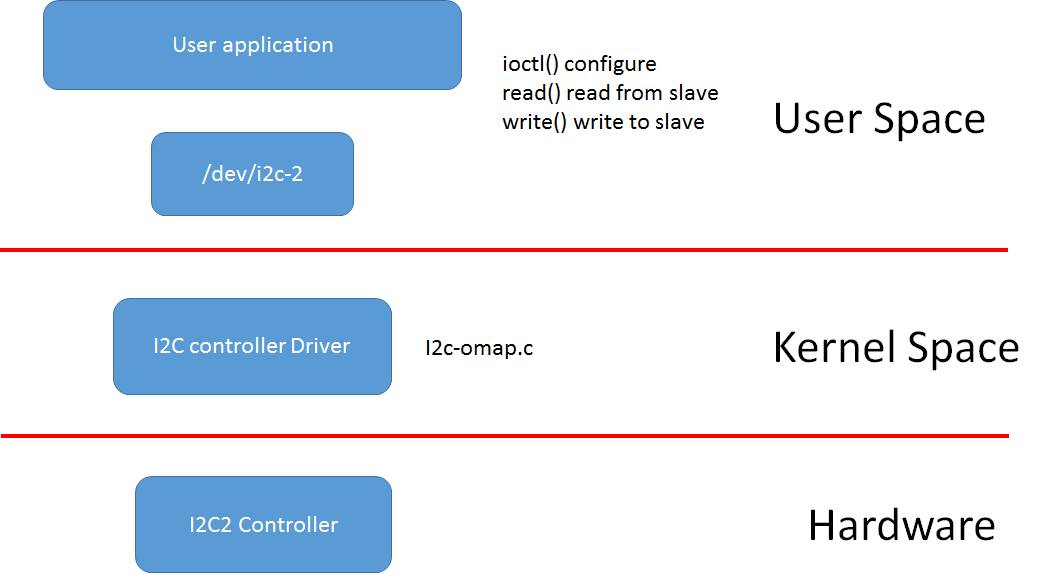 User application
ioctl() configure
read() read from slave
write() write to slave
User Space
/dev/i2c-2
I2C controller Driver
I2c-omap.c
Kernel Space
I2C2 Controller
Hardware